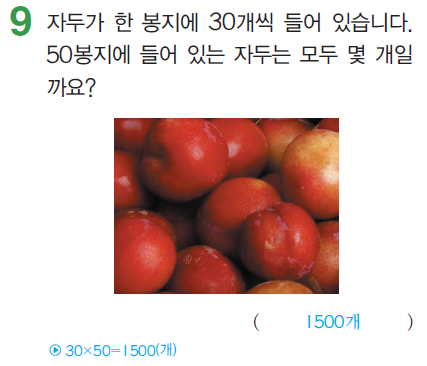 9 자두가 한 봉지에 30개씩 들어 있습니다.
50봉지에 들어 있는 자두는 모두 몇 개일
까요?
( 1500개 )
▷ 30×50=1500(개)